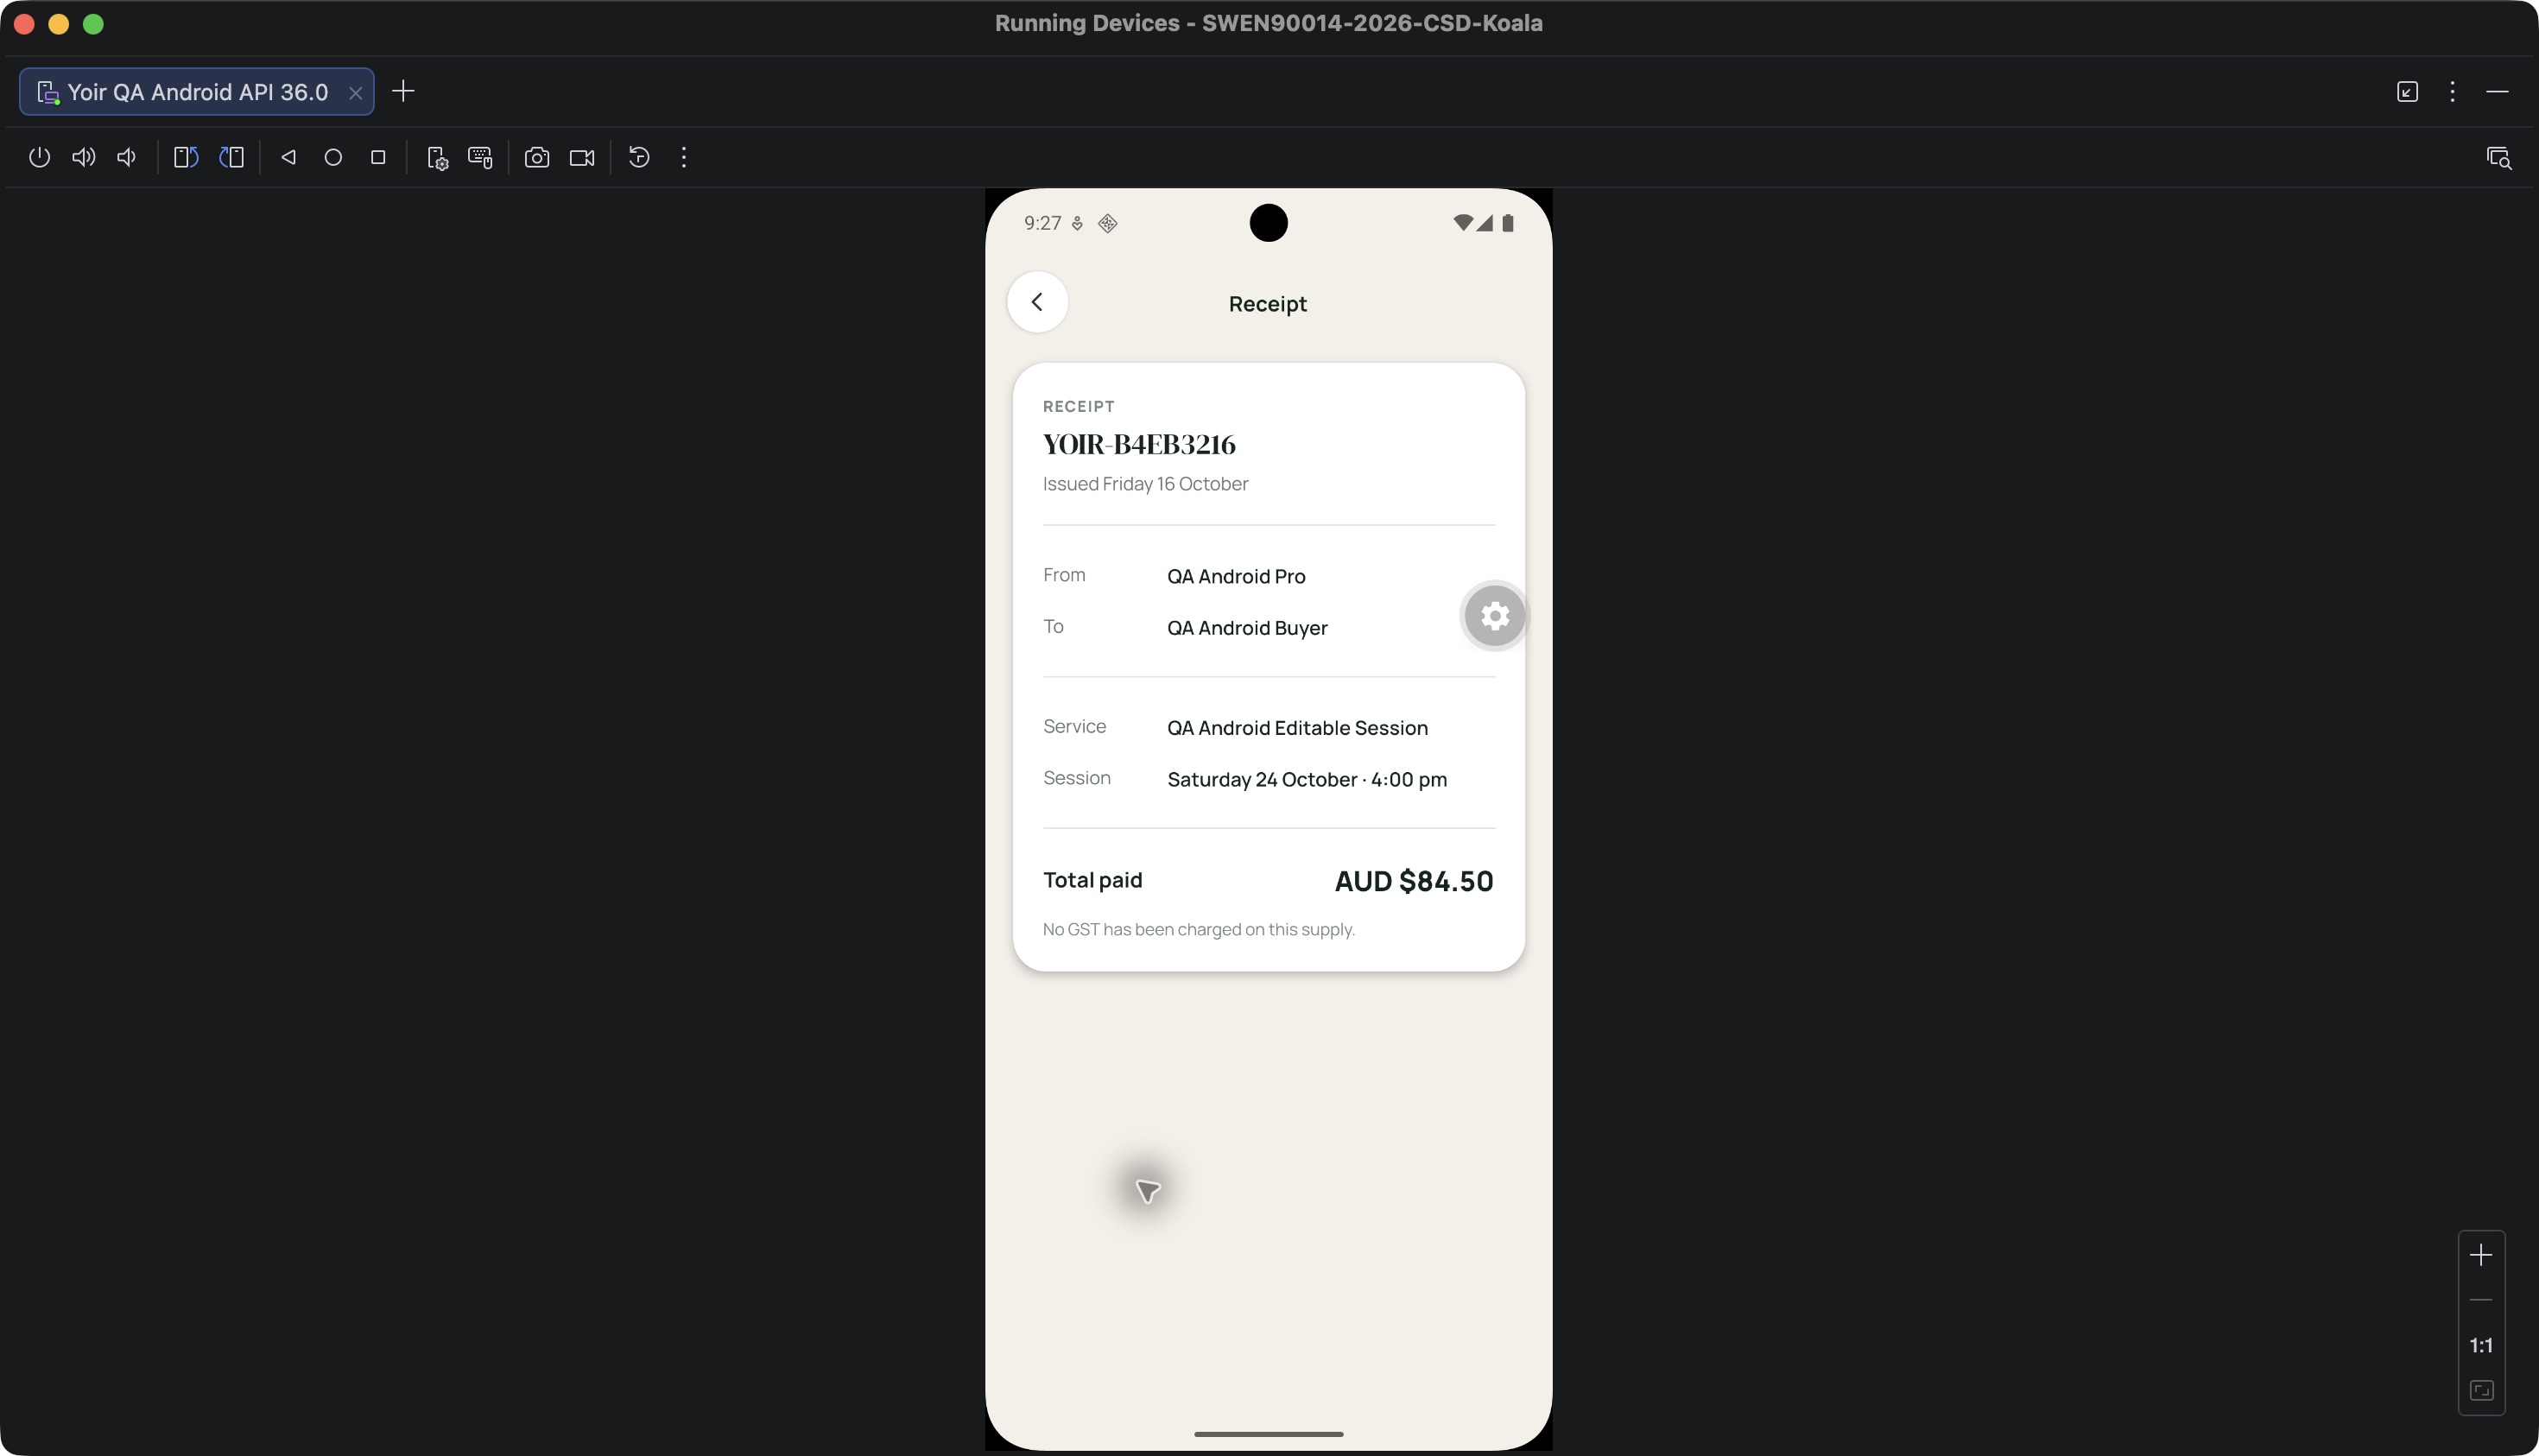 Running Devices - SWEN90014-2026-CSD-Koala
Yoir QA Android API 36.0
9:27
Receipt
RECEIPT
YOIR-B4EB3216
Issued Friday 16 October
From QA Android Pro
To QA Android Buyer
Service QA Android Editable Session
Session Saturday 24 October · 4:00 pm
Total paid AUD $84.50
No GST has been charged on this supply.
1:1